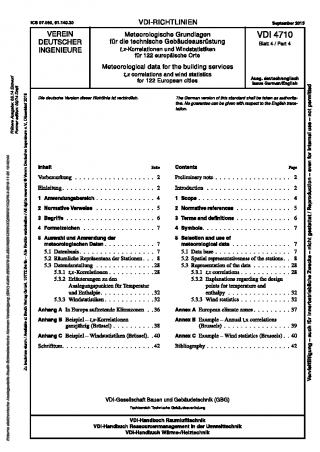 ICS 07.060, 91.140.30
VDI-RICHTLINIEN
September 2013
VEREIN
DEUTSCHER
INGENIEURE
Meteorologische Grundlagen
für die technische Gebäudeausrüstung
t,x-Korrelationen und Windstatistiken
für 122 europäische Orte
Meteorological data for the building services
t,x correlations and wind statistics
for 122 European Cities
VDI 4710
Blatt 4 / Part 4
Ausg. deutsch/englisch
Issue German/English
Die deutsche Version dieser Richtlinie ist verbindlich.
The German version of this standard shall be taken as authorita-
tive. No guarantee can be given with respect to the English trans-
lation.
Inhalt Seite
Vorbemerkung . . . 2
Einleitung . . . 2
1 Anwendungsbereich . . . 4
2 Normative Verweise . . . 5
3 Begriffe . . . 6
4 Formelzeichen . . . 7
5 Auswahl und Anwendung der
meteorologischen Daten . . . 7
5.1 Datenbasis . . . 7
5.2 Räumliche Repräsentanz der Stationen . . . 8
5.3 Datendarstellung . . . 28
5.3.1 t,x-Korrelationen . . . 28
5.3.2 Erläuterungen zu den
Auslegungspunkten für Temperatur
und Enthalpie . . . 32
5.3.3 Windstatistiken . . . 32
Anhang A In Europa auftretende Klimazonen . . 36
Anhang B Beispiel – t,x-Korrelationen
ganzjährig (Brüssel) . . . 38
Anhang C Beispiel – Windstatistiken (Brüssel) . . 40
Schrifttum . . . 42
Contents Page
Preliminary note . . . 2
Introduction . . . 2
1 Scope . . . 4
2 Normative references . . . 5
3 Terms and definitions . . . 6
4 Symbols . . . 7
5 Selection and use of
meteorological data . . . 7
5.1 Data base . . . 7
5.2 Spatial representativeness of the stations . . 8
5.3 Representation of the data . . . 28
5.3.1 t,x correlations . . . 28
5.3.2 Explanations regarding the design
points for temperature and
enthalpy . . . 32
5.3.3 Wind statistics . . . 32
Annex A European climate zones . . . 37
Annex B Example – Annual t,x correlations
(Brussels) . . . 39
Annex C Example – Wind statistics (Brussels) . . 40
Bibliography . . . 42
VDI-Gesellschaft Bauen und Gebäudetechnik (GBG)
Fachbereich Technische Gebäudeausrüstung
VDI-Handbuch Raumlufttechnik
VDI-Handbuch Ressourcenmanagement in der Umwelttechnik
VDI-Handbuch Wärme-/Heiztechnik
Vervielfältigung – auch für innerbetriebliche Zwecke – nicht gestattet / Reproduction – even for internal use – not permitted